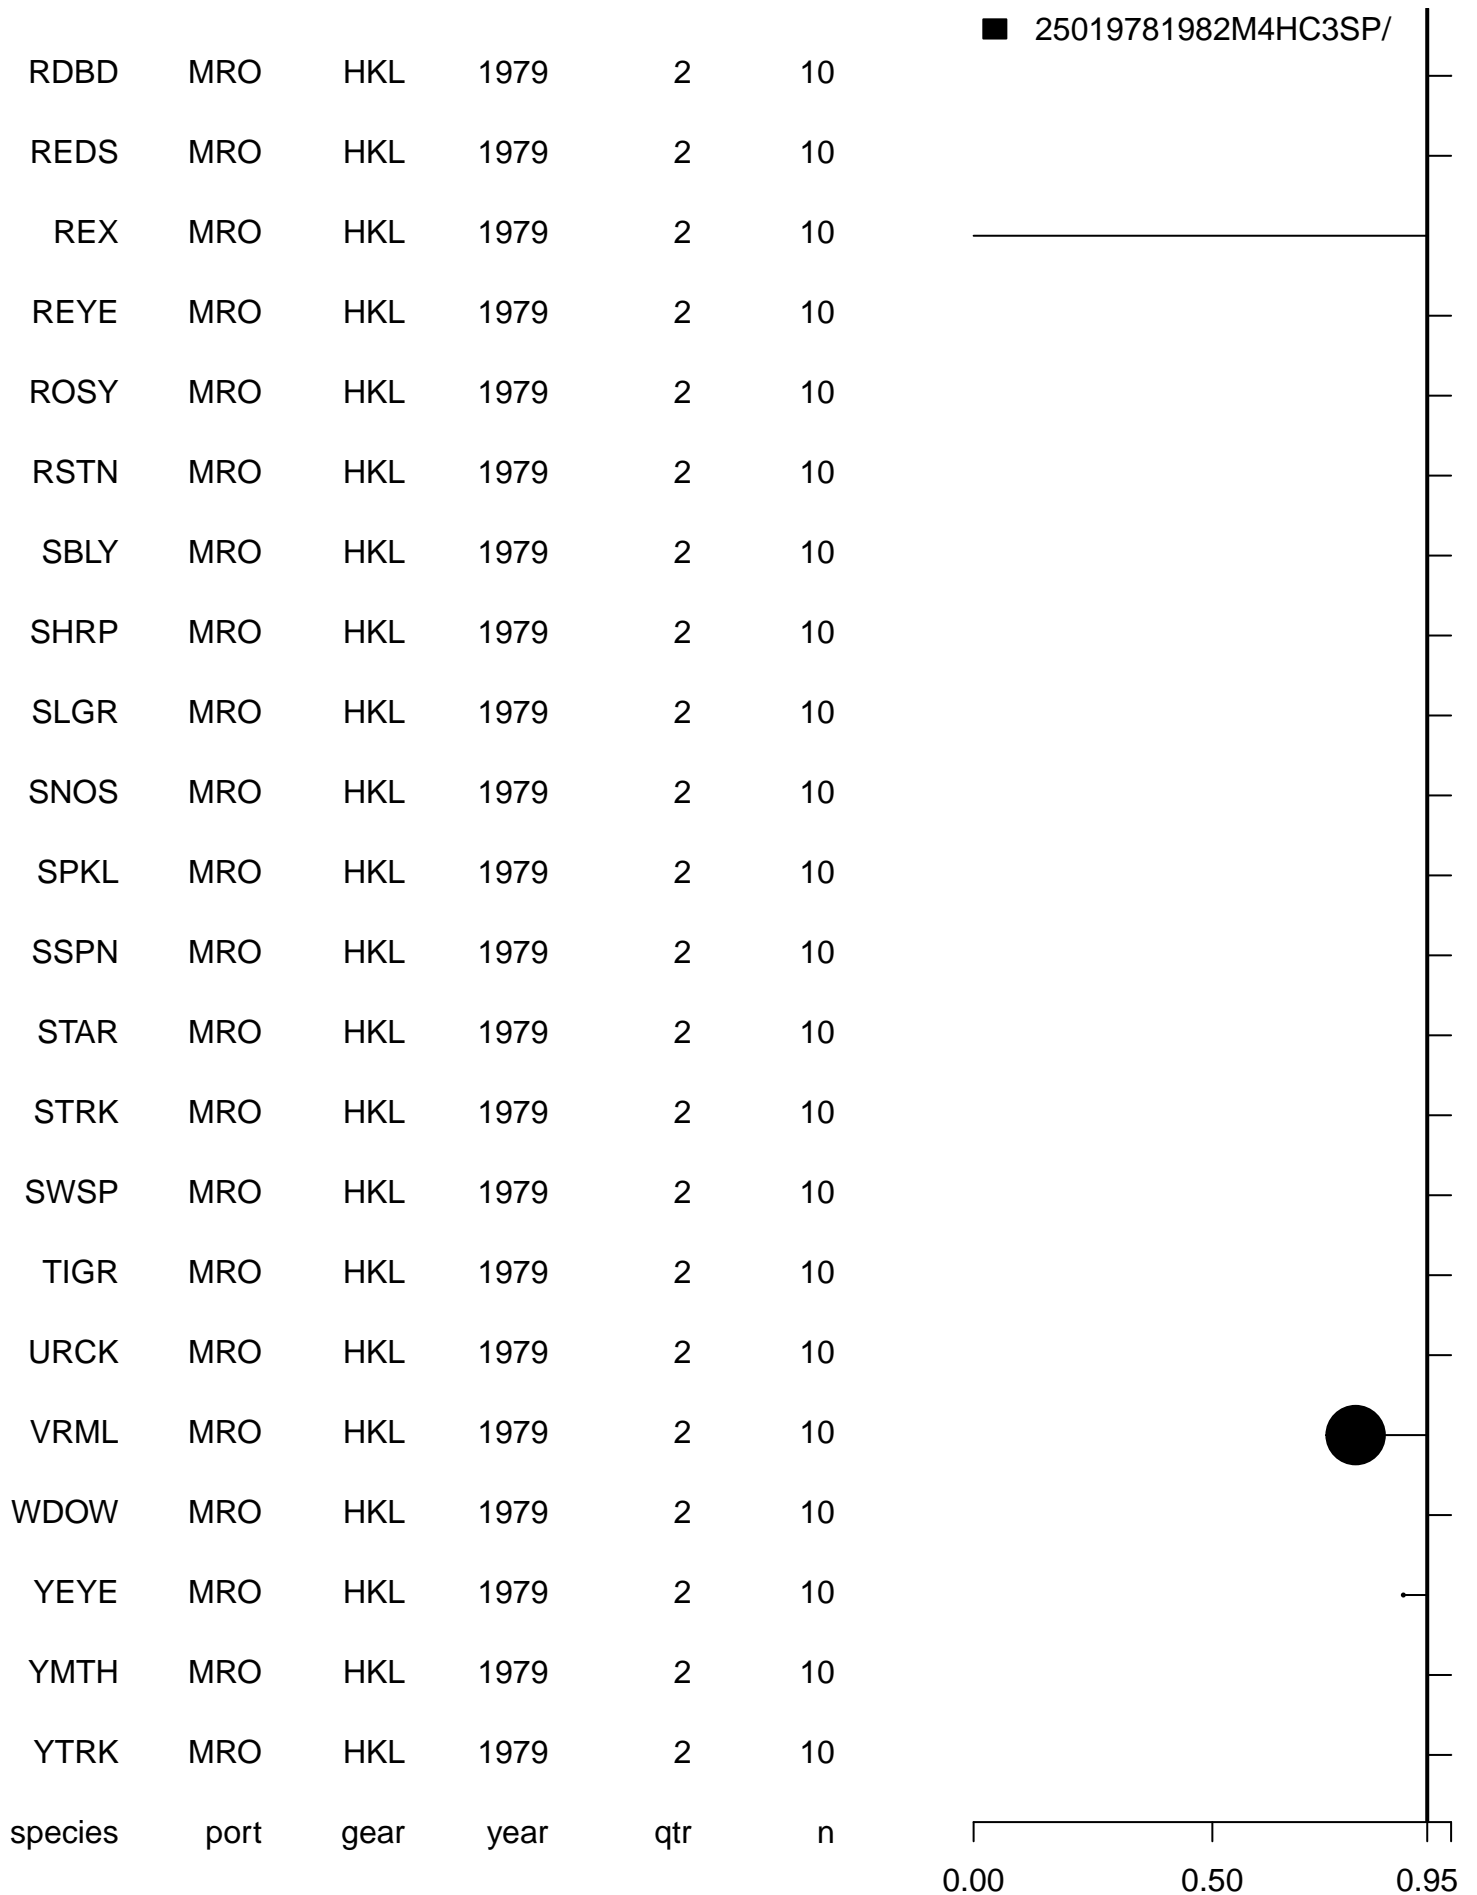 25019781982M4HC3SP/
RDBD MRO HKL 1979 2 10
REDS MRO HKL 1979 2 10
REX MRO HKL 1979 2 10
REYE MRO HKL 1979 2 10
ROSY MRO HKL 1979 2 10
RSTN MRO HKL 1979 2 10
SBLY MRO HKL 1979 2 10
SHRP MRO HKL 1979 2 10
SLGR MRO HKL 1979 2 10
SNOS MRO HKL 1979 2 10
SPKL MRO HKL 1979 2 10
SSPN MRO HKL 1979 2 10
STAR MRO HKL 1979 2 10
STRK MRO HKL 1979 2 10
SWSP MRO HKL 1979 2 10
TIGR MRO HKL 1979 2 10
URCK MRO HKL 1979 2 10
VRML MRO HKL 1979 2 10
WDOW MRO HKL 1979 2 10
YEYE MRO HKL 1979 2 10
YMTH MRO HKL 1979 2 10
YTRK MRO HKL 1979 2 10
species port gear year qtr n
0.00 0.50 0.95